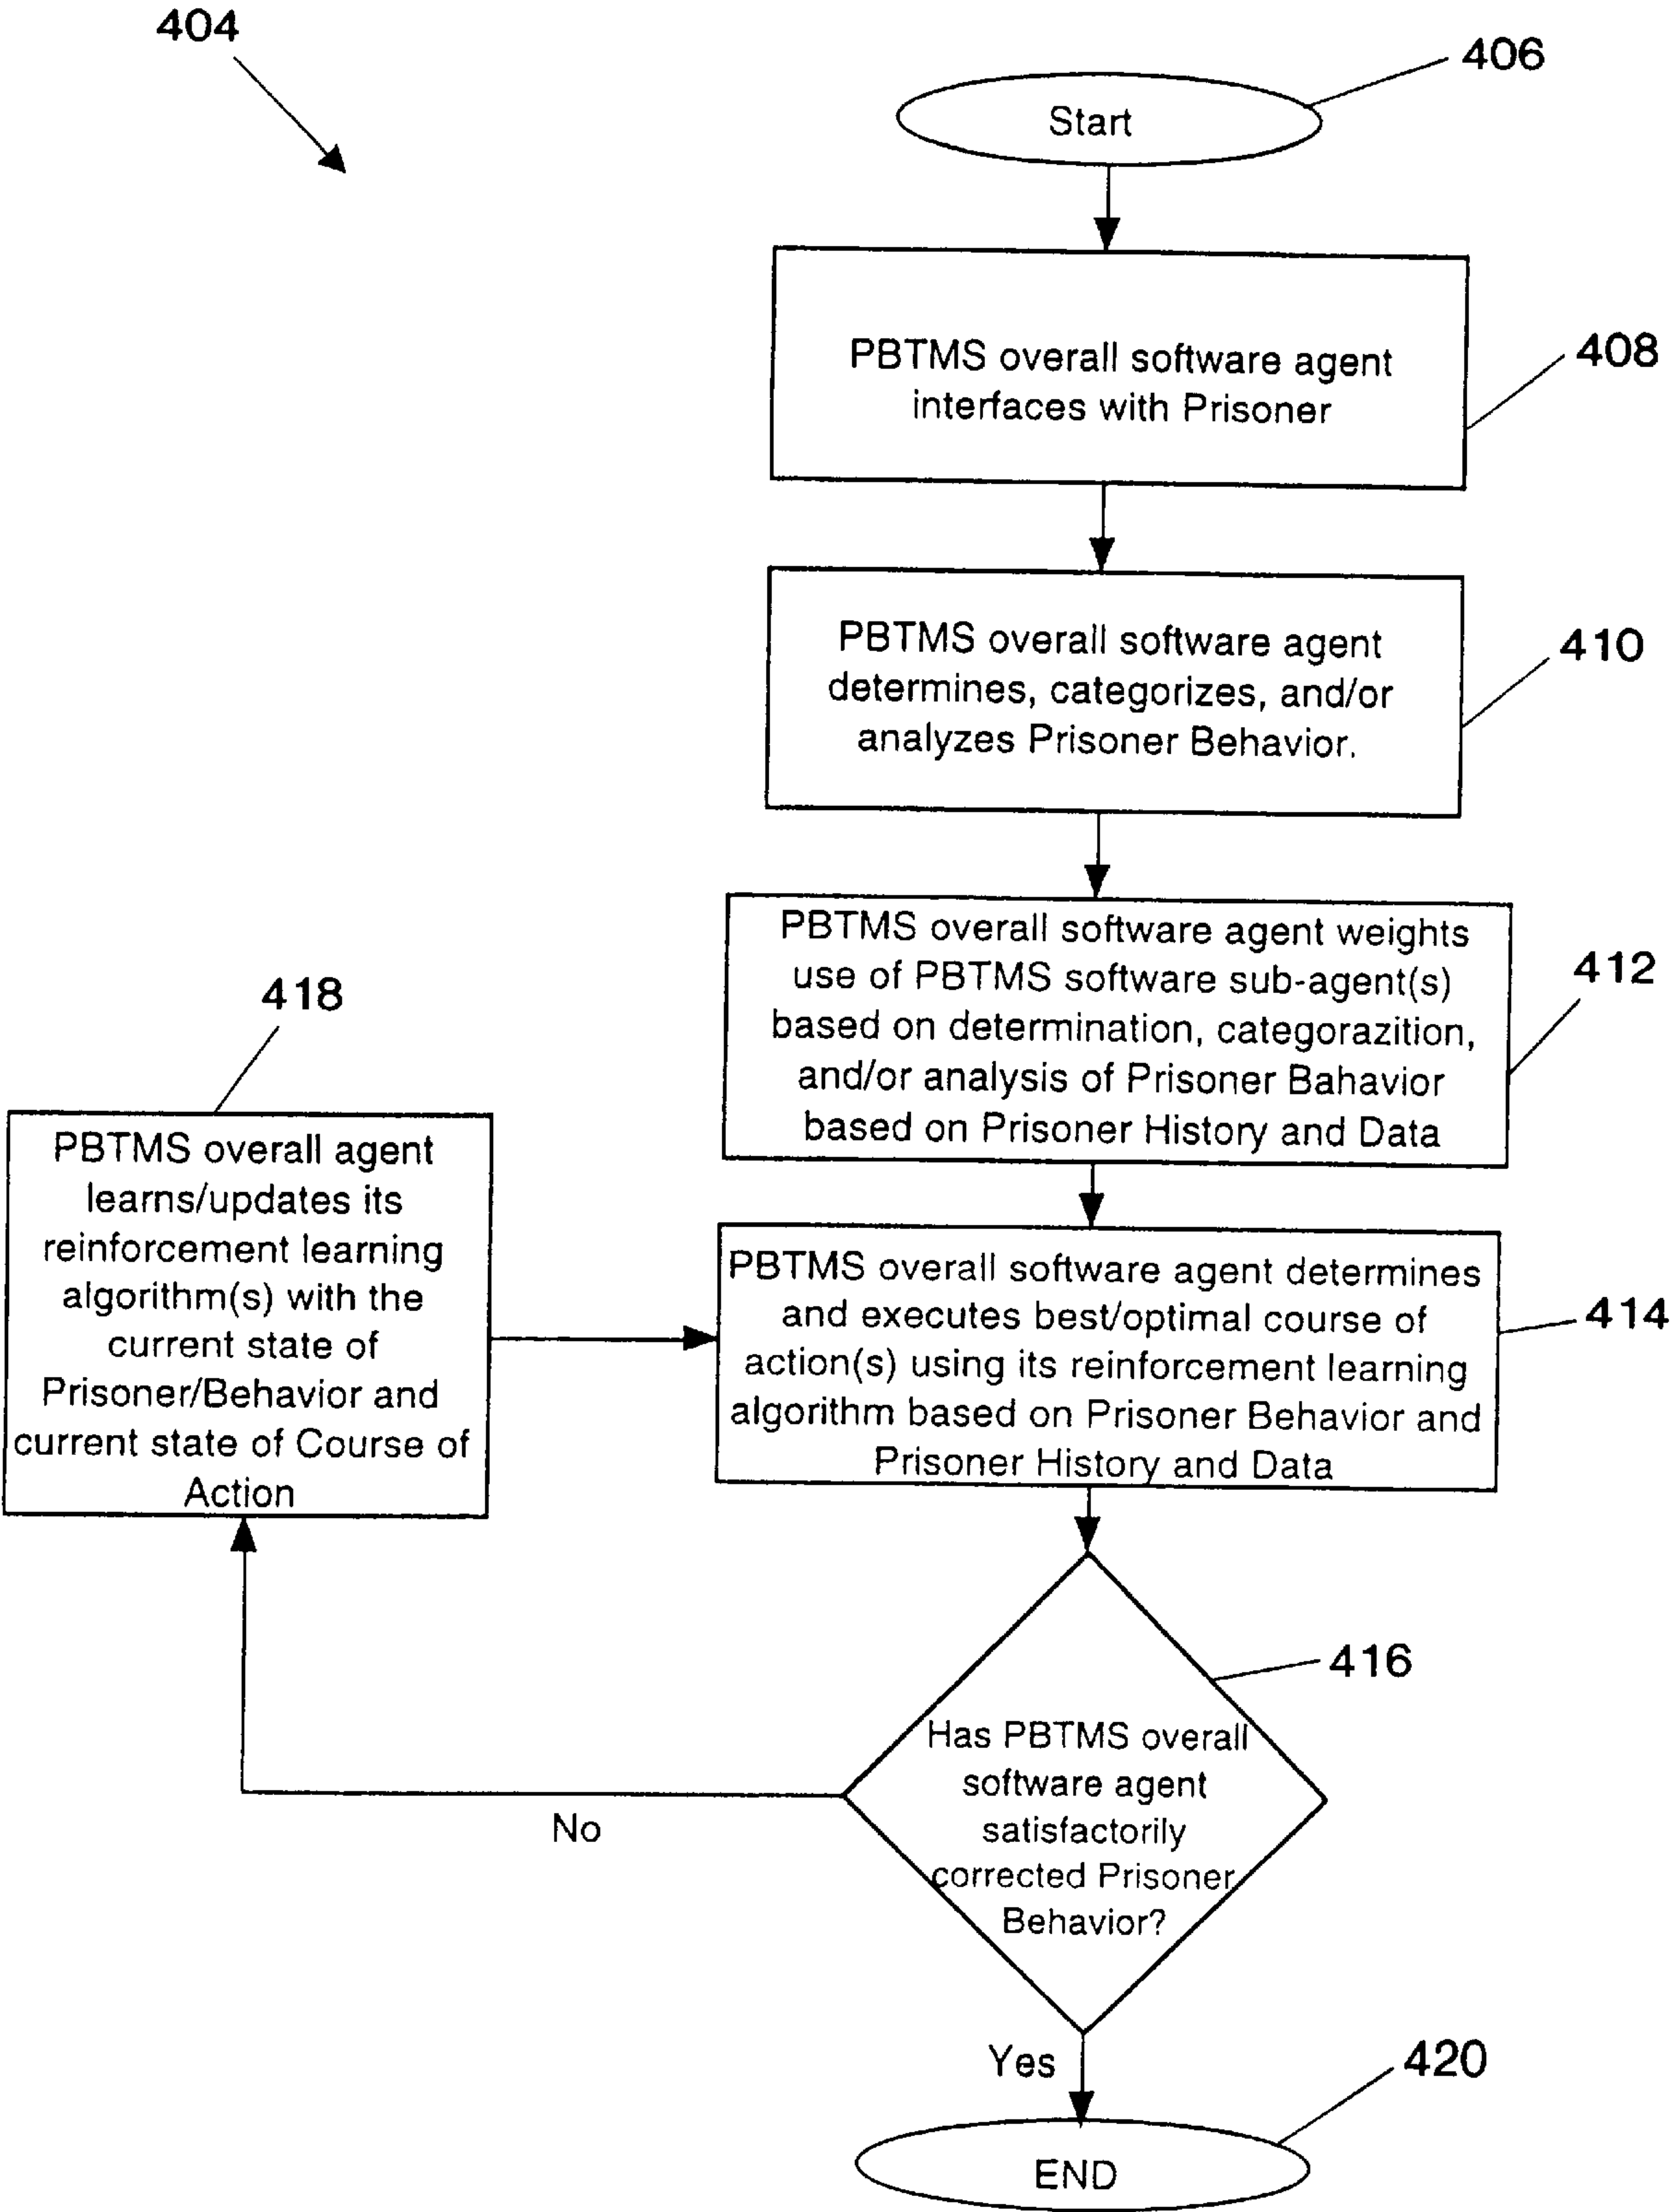 404
406
Start
PBTMS overall software agent
interfaces with Prisoner
408
PBTMS overall software agent
determines, categorizes, and/or
analyzes Prisoner Behavior.
410
PBTMS overall software agent weights
use of PBTMS software sub-agent(s)
based on determination, categorazition,
and/or analysis of Prisoner Bahavior
based on Prisoner History and Data
412
418
PBTMS overall agent
learns/updates its
reinforcement learning
algorithm(s) with the
current state of
Prisoner/Behavior and
current state of Course of
Action
PBTMS overall software agent determines
and executes best/optimal course of
action(s) using its reinforcement learning
algorithm based on Prisoner Behavior and
Prisoner History and Data
414
416
Has PBTMS overall
software agent
satisfactorily
corrected Prisoner
Behavior?
No
Yes
420
END